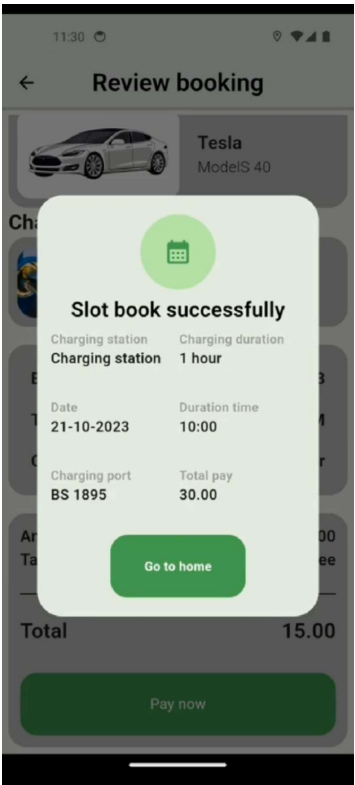 11:30
Review booking
Tesla
ModelS 40
Slot book successfully
Charging station Charging duration
Charging station 1 hour
Date Duration time
21-10-2023 10:00
Charging port Total pay
BS 1895 30.00
Go to home
Total 15.00
Pay now